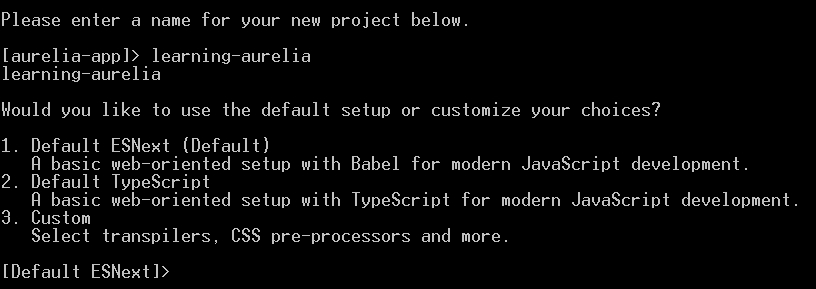 Please enter a name for your new project below.
[aurelia-app]> learning-aurelia
learning-aurelia
Would you like to use the default setup or customize your choices?
1. Default ESNext (Default)
A basic web-oriented setup with Babel for modern JavaScript development.
2. Default TypeScript
A basic web-oriented setup with TypeScript for modern JavaScript development.
3. Custom
Select transpilers, CSS pre-processors and more.
[Default ESNext]>